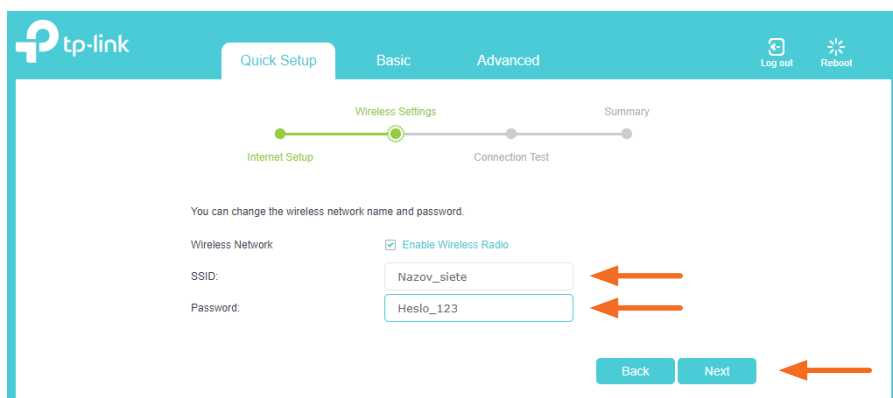 tp-link
Quick Setup Basic Advanced
Log out Reboot
Wireless Settings Summary
Internet Setup Connection Test
You can change the wireless network name and password.
Wireless Network Enable Wireless Radio
SSID: Nazov_siete
Password: Heslo_123
Back Next